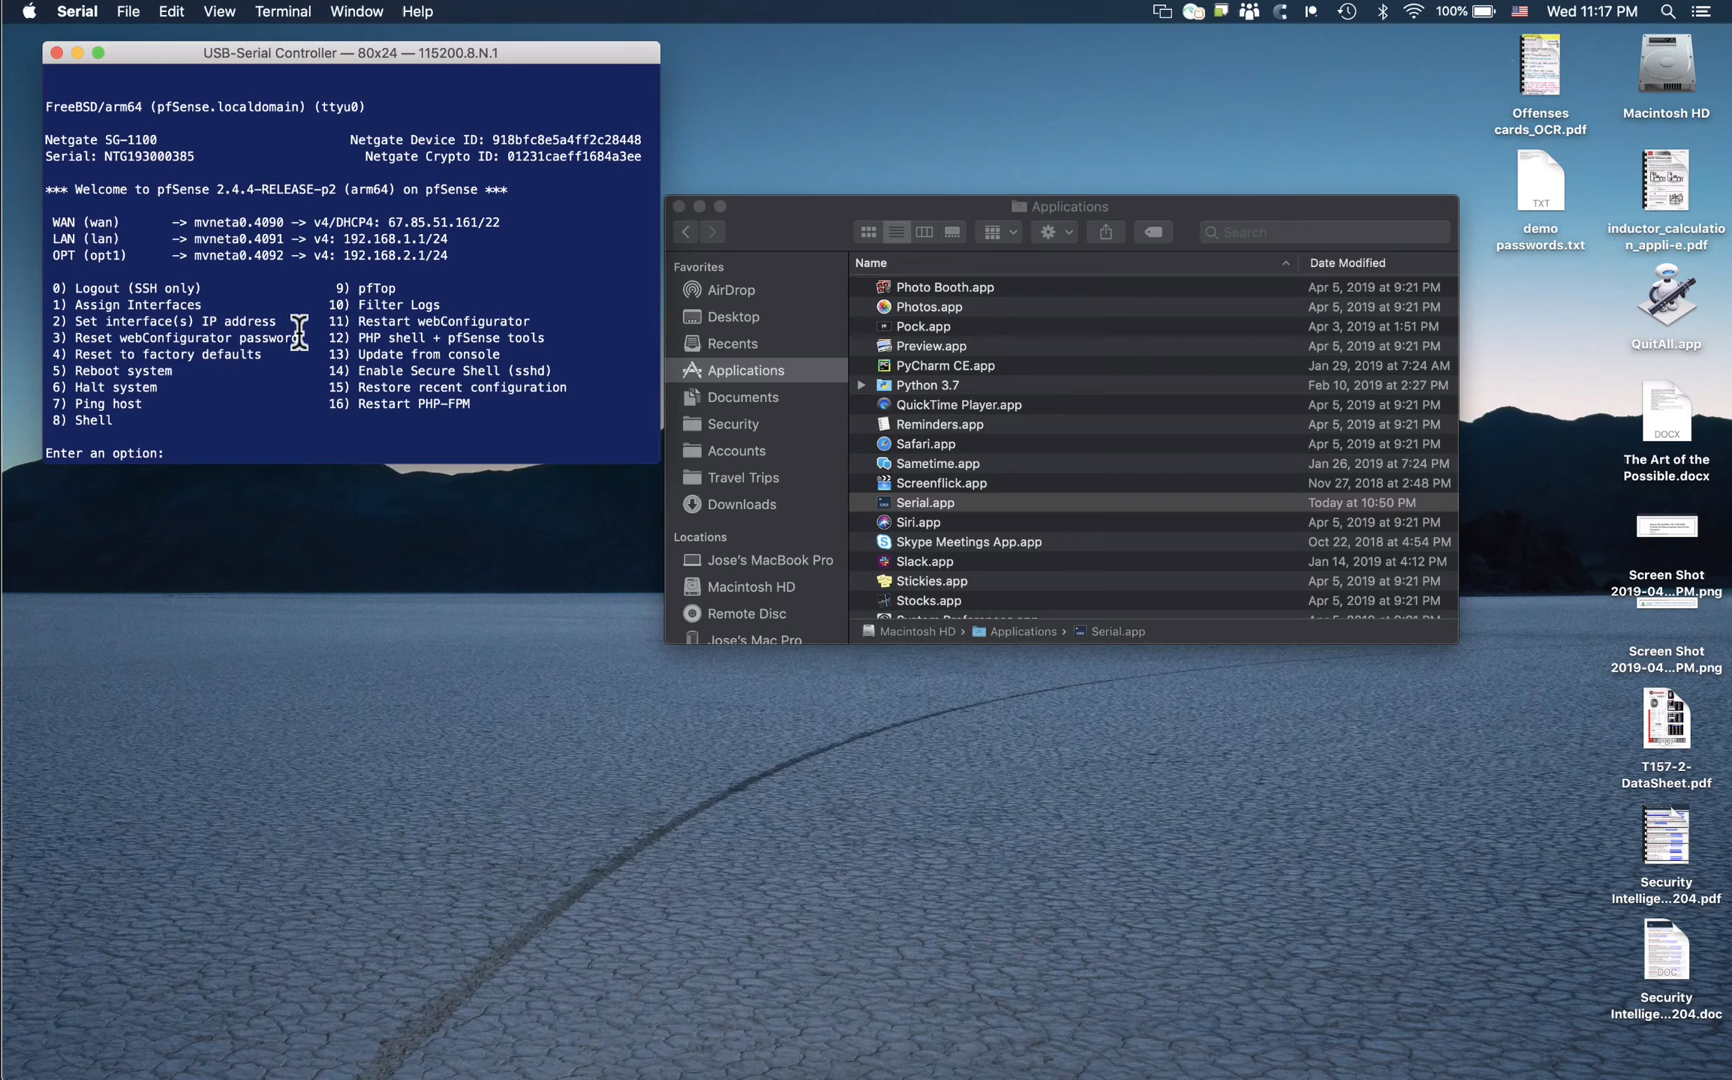 Serial File Edit View Terminal Window Help
100% Wed 11:17 PM
USB-Serial Controller — 80x24 — 115200.8.N.1
FreeBSD/arm64 (pfSense.localdomain) (ttyu0)
Netgate SG-1100 Netgate Device ID: 918bfc8e5a4ff2c28448
Serial: NTG193000385 Netgate Crypto ID: 01231caeff1684a3ee
*** Welcome to pfSense 2.4.4-RELEASE-p2 (arm64) on pfSense ***
WAN (wan) -> mvneta0.4090 -> v4/DHCP4: 67.85.51.161/22
LAN (lan) -> mvneta0.4091 -> v4: 192.168.1.1/24
OPT (opt1) -> mvneta0.4092 -> v4: 192.168.2.1/24
0) Logout (SSH only) 9) pfTop
1) Assign Interfaces 10) Filter Logs
2) Set interface(s) IP address 11) Restart webConfigurator
3) Reset webConfigurator password 12) PHP shell + pfSense tools
4) Reset to factory defaults 13) Update from console
5) Reboot system 14) Enable Secure Shell (sshd)
6) Halt system 15) Restore recent configuration
7) Ping host 16) Restart PHP-FPM
8) Shell
Enter an option:
Applications
Search
Favorites
AirDrop
Desktop
Recents
Applications
Documents
Security
Accounts
Travel Trips
Downloads
Locations
Jose's MacBook Pro
Macintosh HD
Remote Disc
Jose's Mac Pro
Name Date Modified
Photo Booth.app Apr 5, 2019 at 9:21 PM
Photos.app Apr 5, 2019 at 9:21 PM
Pock.app Apr 3, 2019 at 1:51 PM
Preview.app Apr 5, 2019 at 9:21 PM
PyCharm CE.app Jan 29, 2019 at 7:24 PM
Python 3.7 Feb 10, 2019 at 2:27 PM
QuickTime Player.app Apr 5, 2019 at 9:21 PM
Reminders.app Apr 5, 2019 at 9:21 PM
Safari.app Apr 5, 2019 at 9:21 PM
Sametime.app Jan 26, 2019 at 7:24 PM
Screenflick.app Nov 27, 2018 at 2:48 PM
Serial.app Today at 10:50 PM
Siri.app Apr 5, 2019 at 9:21 PM
Skype Meetings App.app Oct 22, 2018 at 4:54 PM
Slack.app Jan 14, 2019 at 4:12 PM
Stickies.app Apr 5, 2019 at 9:21 PM
Stocks.app Apr 5, 2019 at 9:21 PM
Macintosh HD › Applications › Serial.app
Offenses
cards_OCR.pdf
Macintosh HD
TXT
demo
passwords.txt
inductor_calculatio
n_appli-e.pdf
QuitAll.app
DOCX
The Art of the
Possible.docx
Screen Shot
2019-04...PM.png
Screen Shot
2019-04...PM.png
T157-2-
DataSheet.pdf
Security
Intellige...204.pdf
DOC
Security
Intellige...204.doc